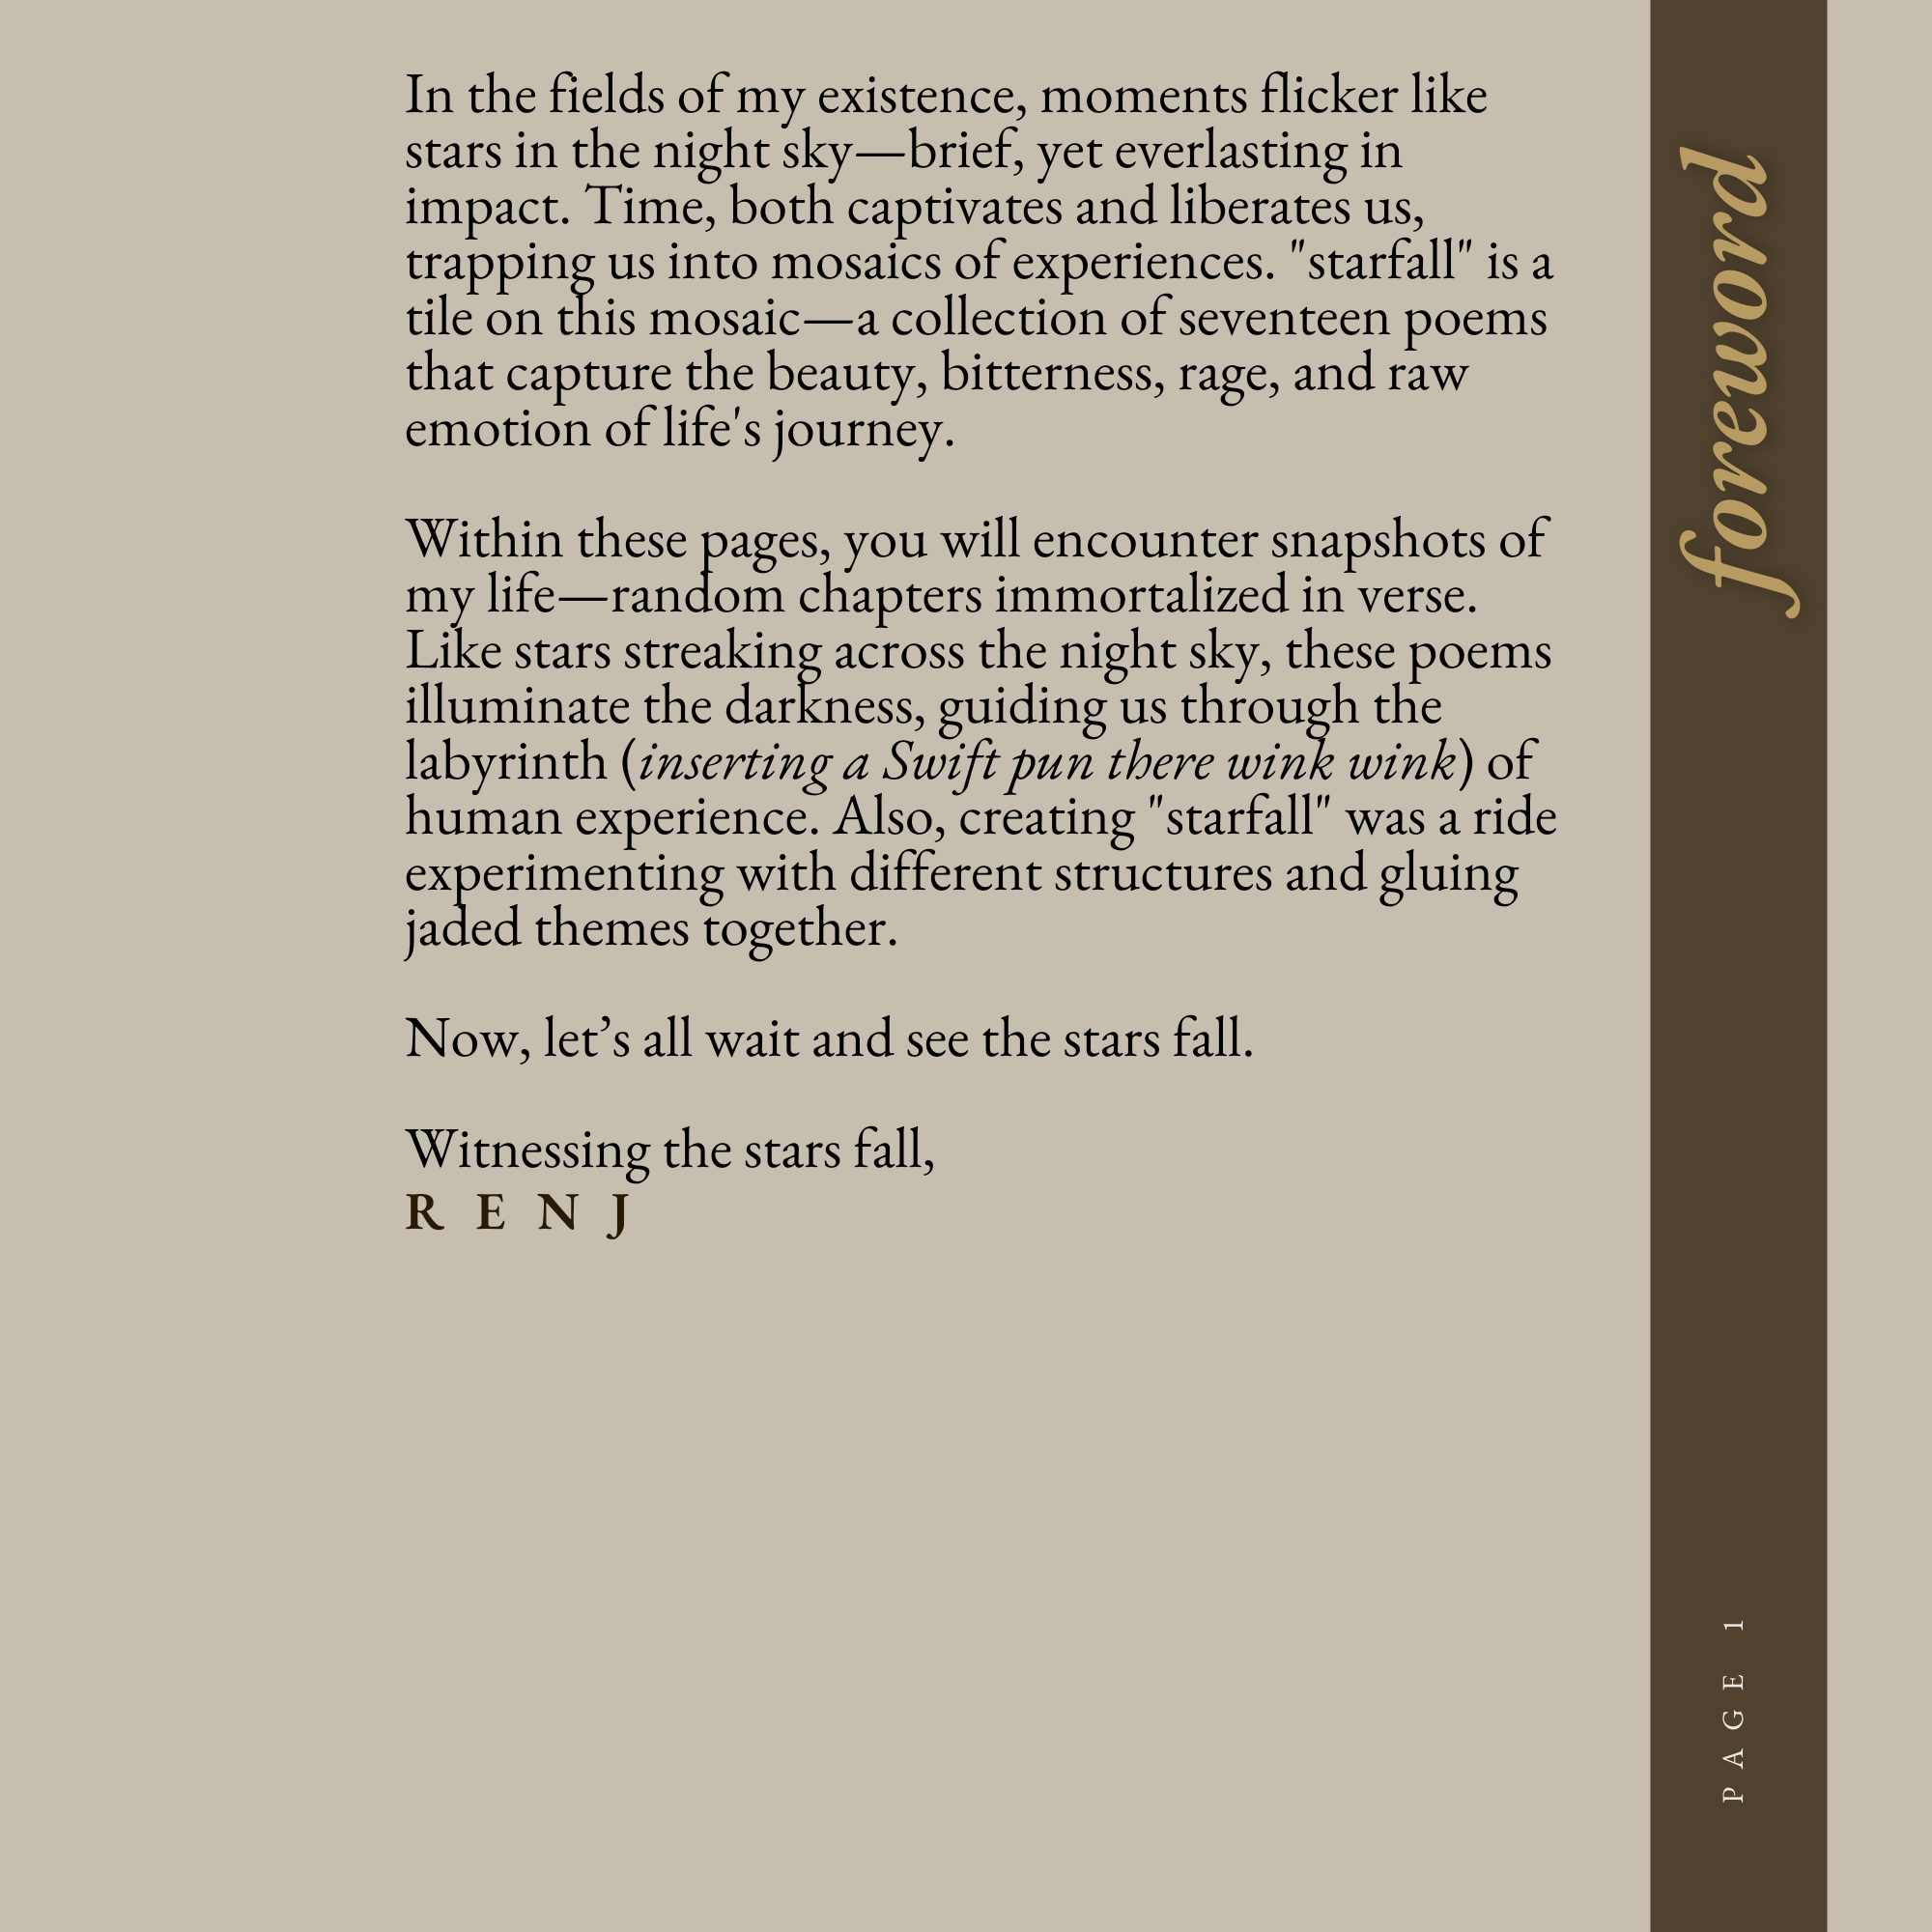 In the fields of my existence, moments flicker like
stars in the night sky—brief, yet everlasting in
impact. Time, both captivates and liberates us,
trapping us into mosaics of experiences. "starfall" is a
tile on this mosaic—a collection of seventeen poems
that capture the beauty, bitterness, rage, and raw
emotion of life's journey.
Within these pages, you will encounter snapshots of
my life—random chapters immortalized in verse.
Like stars streaking across the night sky, these poems
illuminate the darkness, guiding us through the
labyrinth (inserting a Swift pun there wink wink) of
human experience. Also, creating "starfall" was a ride
experimenting with different structures and gluing
jaded themes together.
Now, let’s all wait and see the stars fall.
Witnessing the stars fall,
R E N J
foreword
PAGE 1